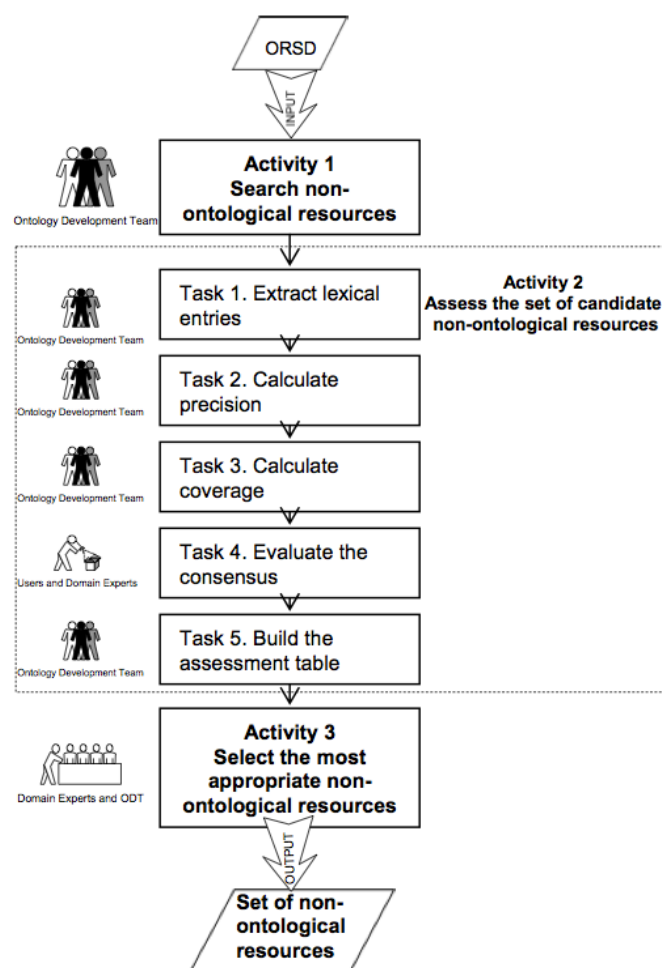 ORSD
INPUT
Activity 1
Search non-
ontological resources
Ontology Development Team
Activity 2
Assess the set of candidate
non-ontological resources
Task 1. Extract lexical
entries
Ontology Development Team
Task 2. Calculate
precision
Ontology Development Team
Task 3. Calculate
coverage
Ontology Development Team
Task 4. Evaluate the
consensus
Users and Domain Experts
Task 5. Build the
assessment table
Ontology Development Team
Activity 3
Select the most
appropriate non-
ontological resources
Domain Experts and ODT
OUTPUT
Set of non-
ontological
resources